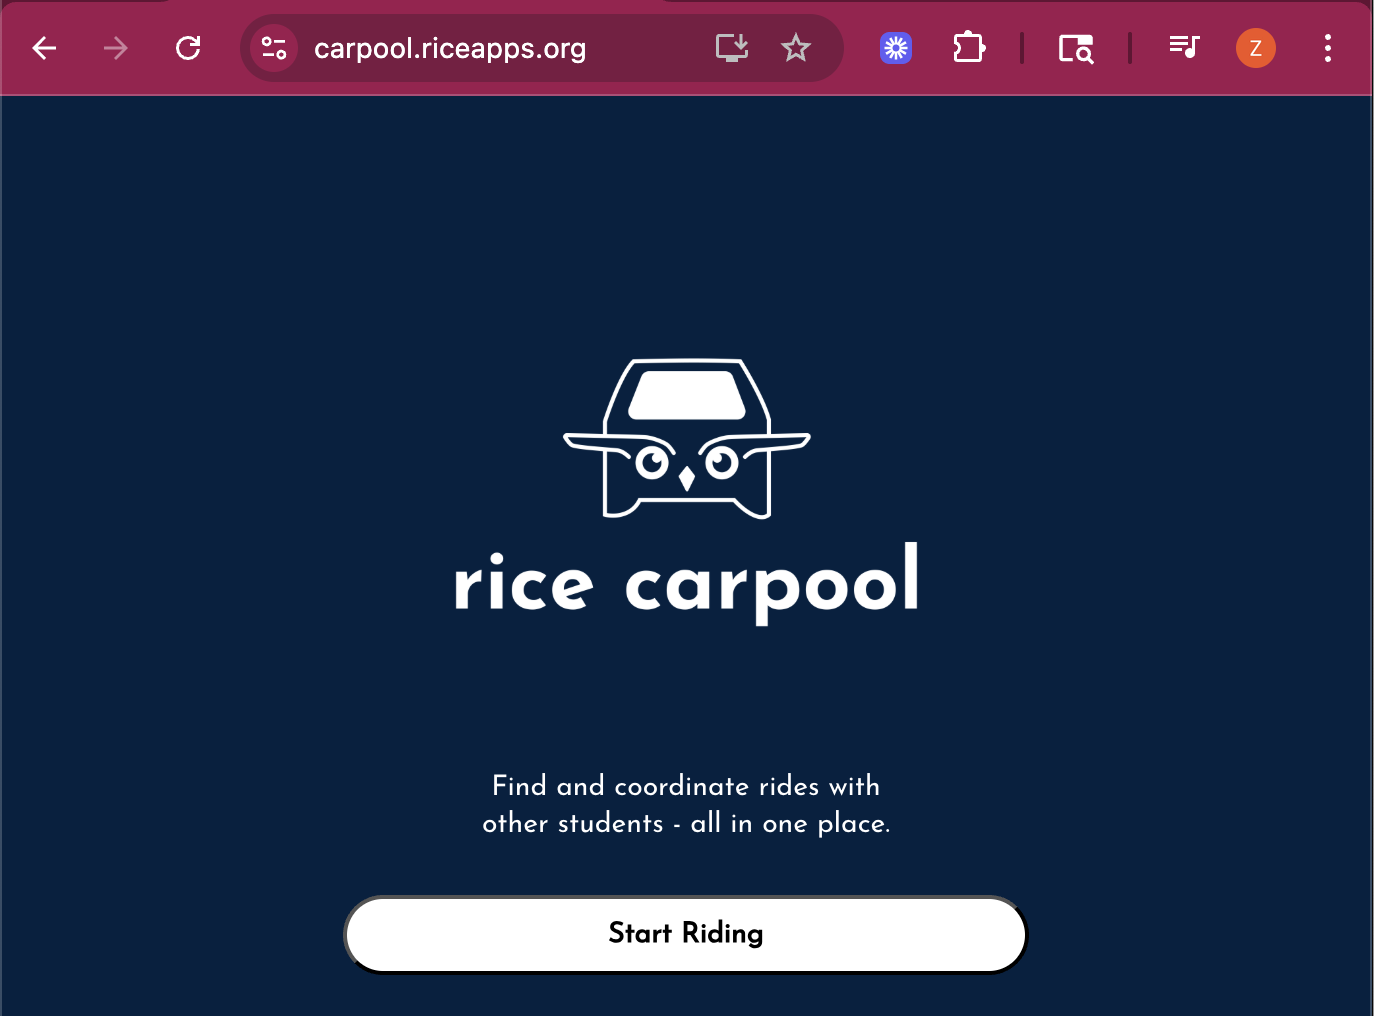 carpool.riceapps.org
Z
rice carpool
Find and coordinate rides with
other students - all in one place.
Start Riding